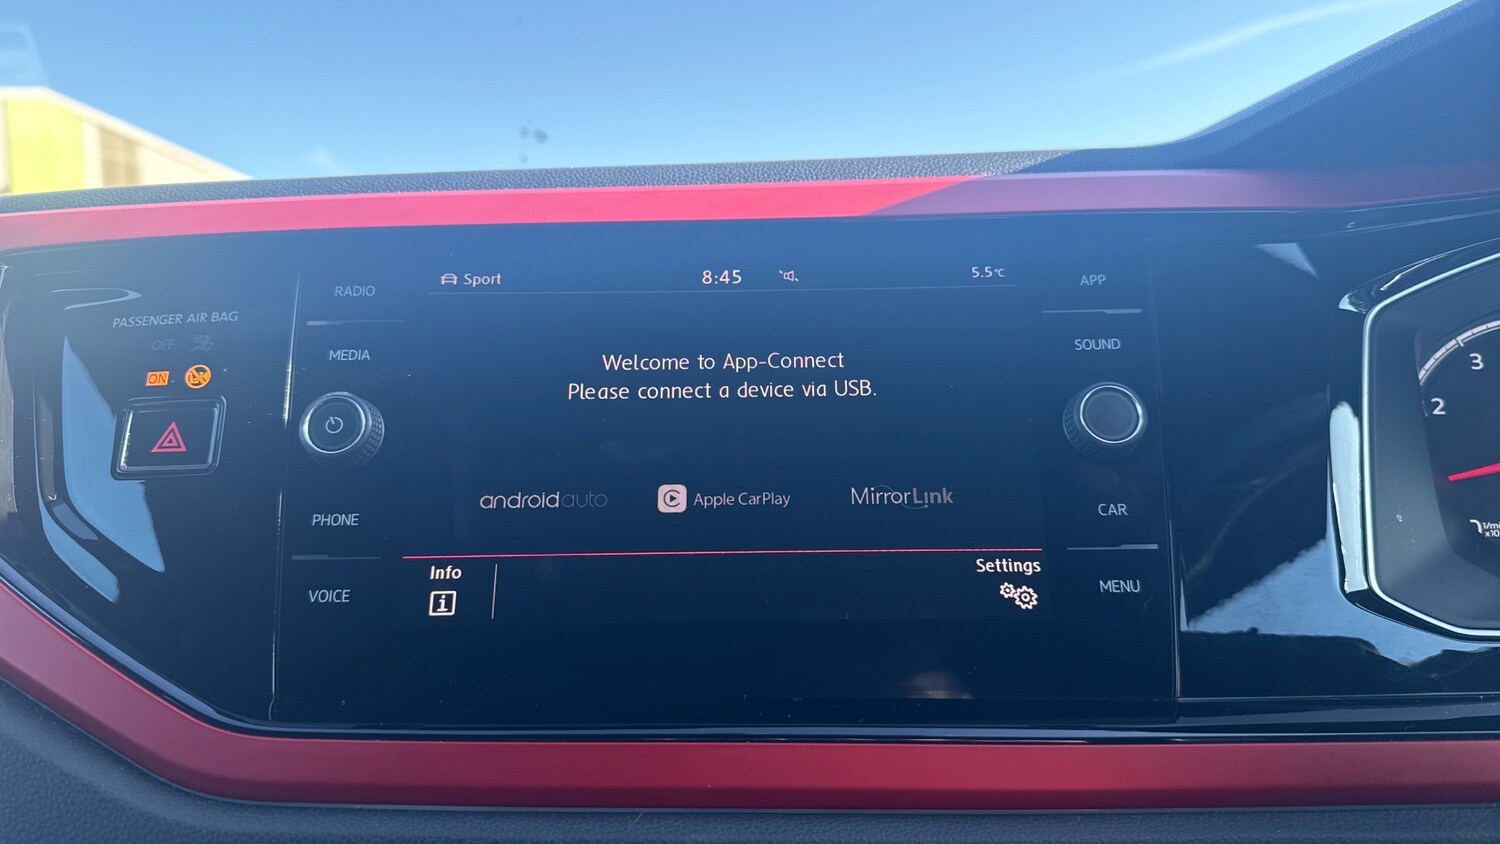 PASSENGER AIR BAG
OFF
ON
RADIO
MEDIA
PHONE
VOICE
Sport
8:45
5.5°C
Welcome to App-Connect
Please connect a device via USB.
androidauto
Apple CarPlay
MirrorLink
Info
i
Settings
APP
SOUND
CAR
MENU
3
2